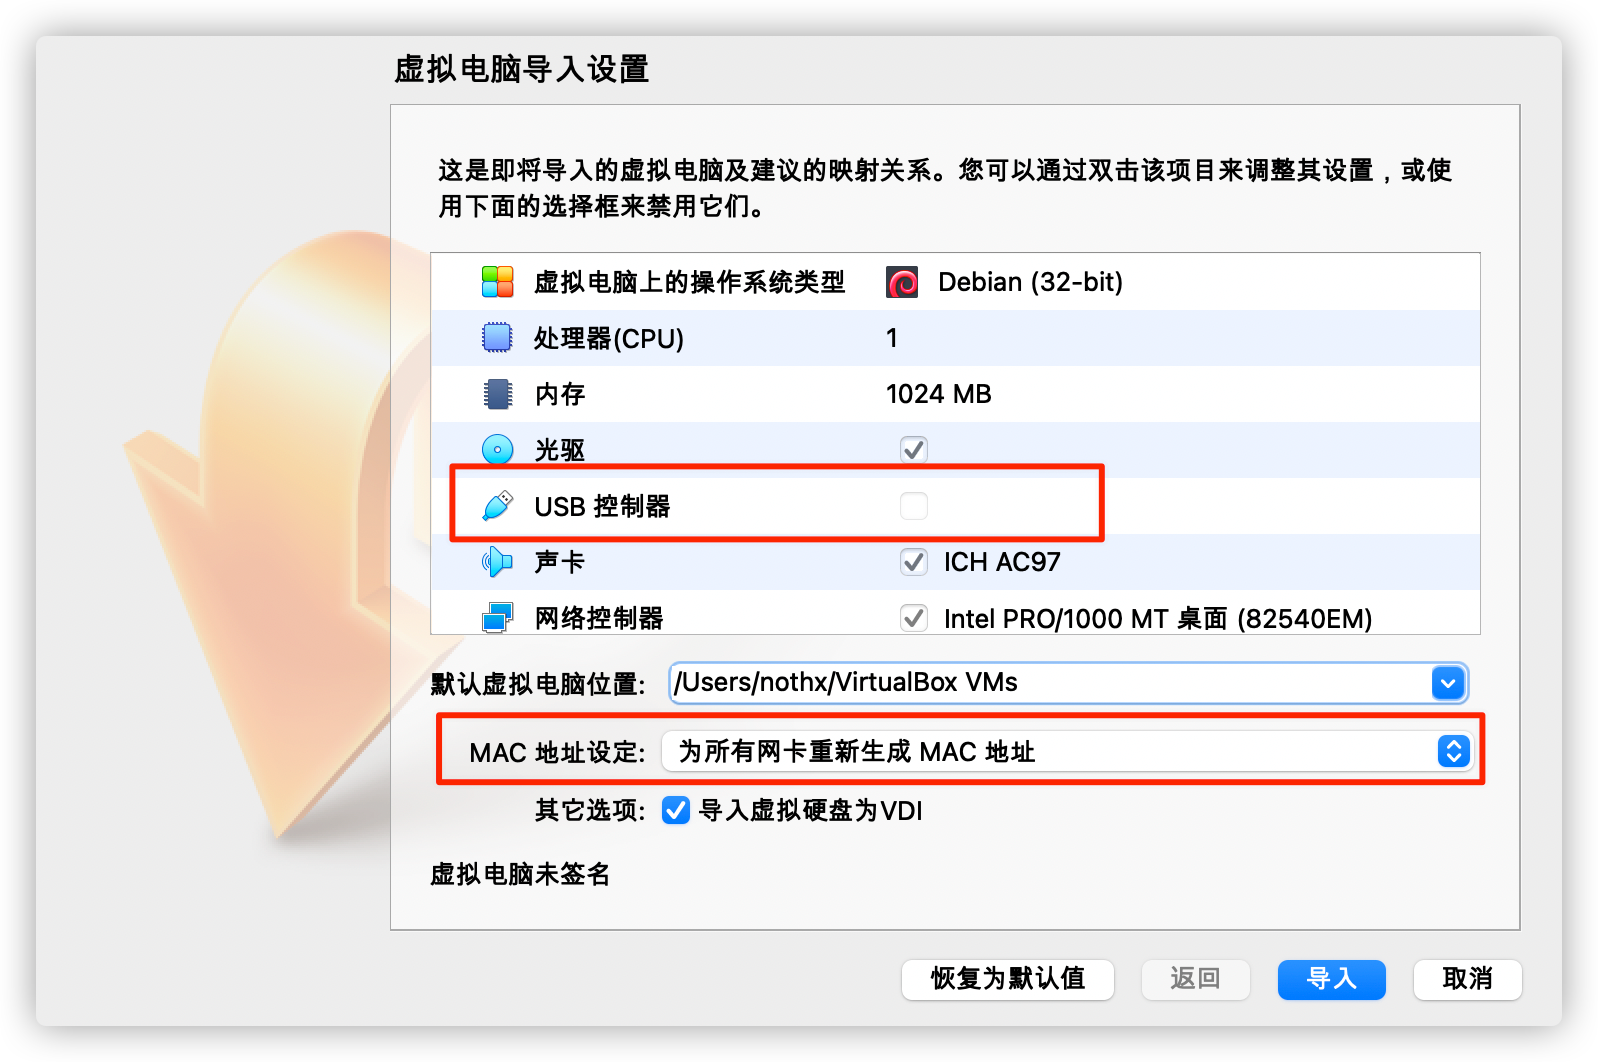 虚拟电脑导入设置
这是即将导入的虚拟电脑及建议的映射关系。您可以通过双击该项目来调整其设置，或使
用下面的选择框来禁用它们。
虚拟电脑上的操作系统类型 Debian (32-bit)
处理器(CPU) 1
内存 1024 MB
光驱
USB 控制器
声卡 ICH AC97
网络控制器 Intel PRO/1000 MT 桌面 (82540EM)
默认虚拟电脑位置: /Users/nothx/VirtualBox VMs
MAC 地址设定: 为所有网卡重新生成 MAC 地址
其它选项: 导入虚拟硬盘为VDI
虚拟电脑未签名
恢复为默认值 返回 导入 取消